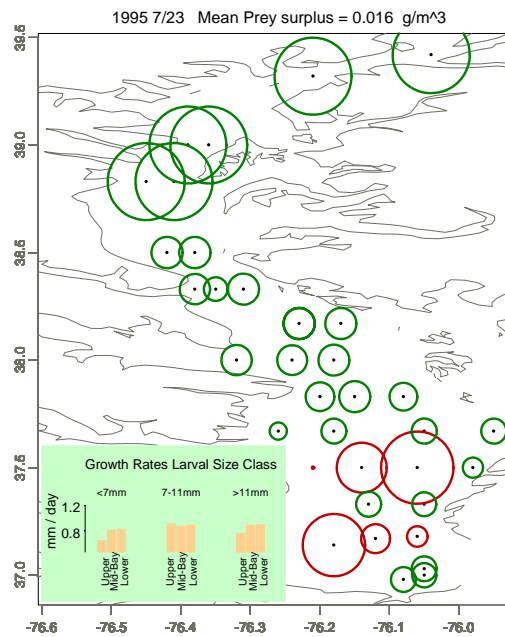 1995 7/23 Mean Prey surplus = 0.016 g/m^3
39.5
39.0
38.5
38.0
37.5
37.0
Growth Rates Larval Size Class
<7mm 7-11mm >11mm
mm / day
1.2
0.8
Upper
Mid-Bay
Lower
Upper
Mid-Bay
Lower
Upper
Mid-Bay
Lower
-76.6 -76.5 -76.4 -76.3 -76.2 -76.1 -76.0